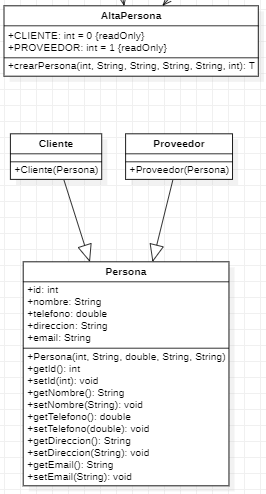 AltaPersona
+CLIENTE: int = 0 {readOnly}
+PROVEEDOR: int = 1 {readOnly}
+crearPersona(int, String, String, String, String, int): T
Cliente
+Cliente(Persona)
Proveedor
+Proveedor(Persona)
Persona
+id: int
+nombre: String
+telefono: double
+direccion: String
+email: String
+Persona(int, String, double, String, String)
+getId(): int
+setId(int): void
+getNombre(): String
+setNombre(String): void
+getTelefono(): double
+setTelefono(double): void
+getDireccion(): String
+setDireccion(String): void
+getEmail(): String
+setEmail(String): void